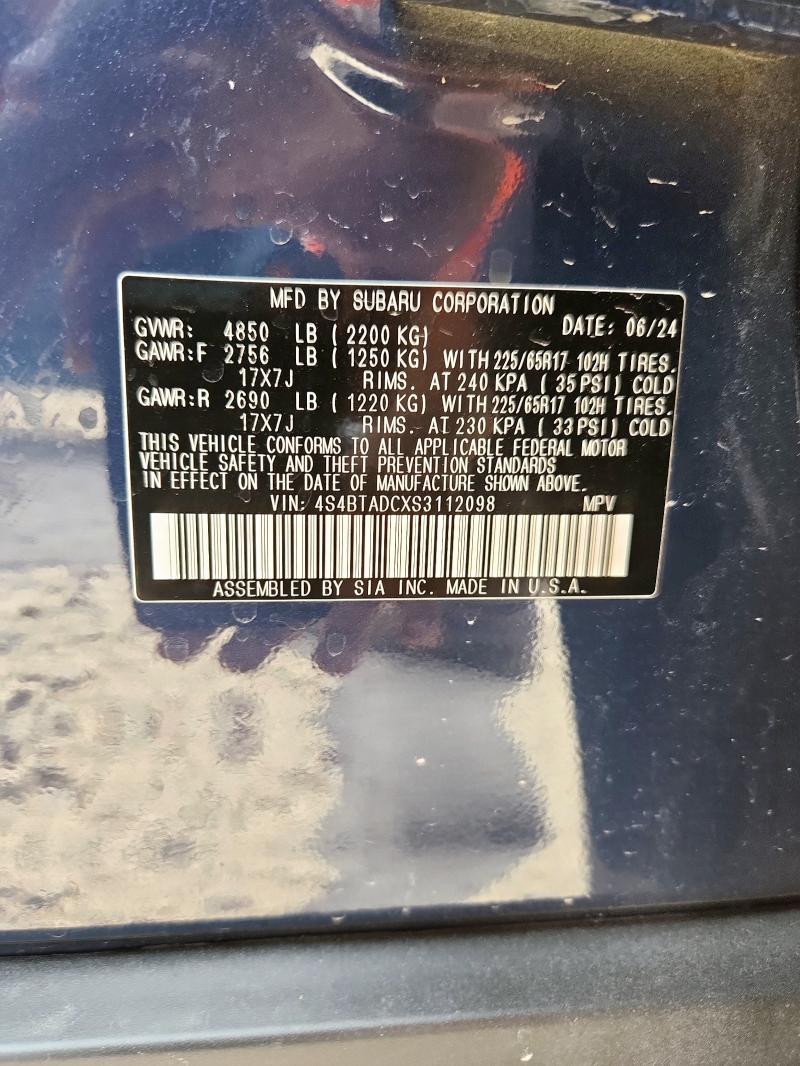 MFD BY SUBARU CORPORATION
GVWR: 4850 LB ( 2200 KG) DATE: 06/24
GAWR:F 2756 LB ( 1250 KG) WITH 225/65R17 102H TIRES.
17X7J RIMS. AT 240 KPA ( 35 PSI) COLD
GAWR:R 2690 LB ( 1220 KG) WITH 225/65R17 102H TIRES.
17X7J RIMS. AT 230 KPA ( 33 PSI) COLD
THIS VEHICLE CONFORMS TO ALL APPLICABLE FEDERAL MOTOR
VEHICLE SAFETY AND THEFT PREVENTION STANDARDS
IN EFFECT ON THE DATE OF MANUFACTURE SHOWN ABOVE.
VIN: 4S4BTADCXS3112098 MPV
ASSEMBLED BY SIA INC. MADE IN U.S.A.